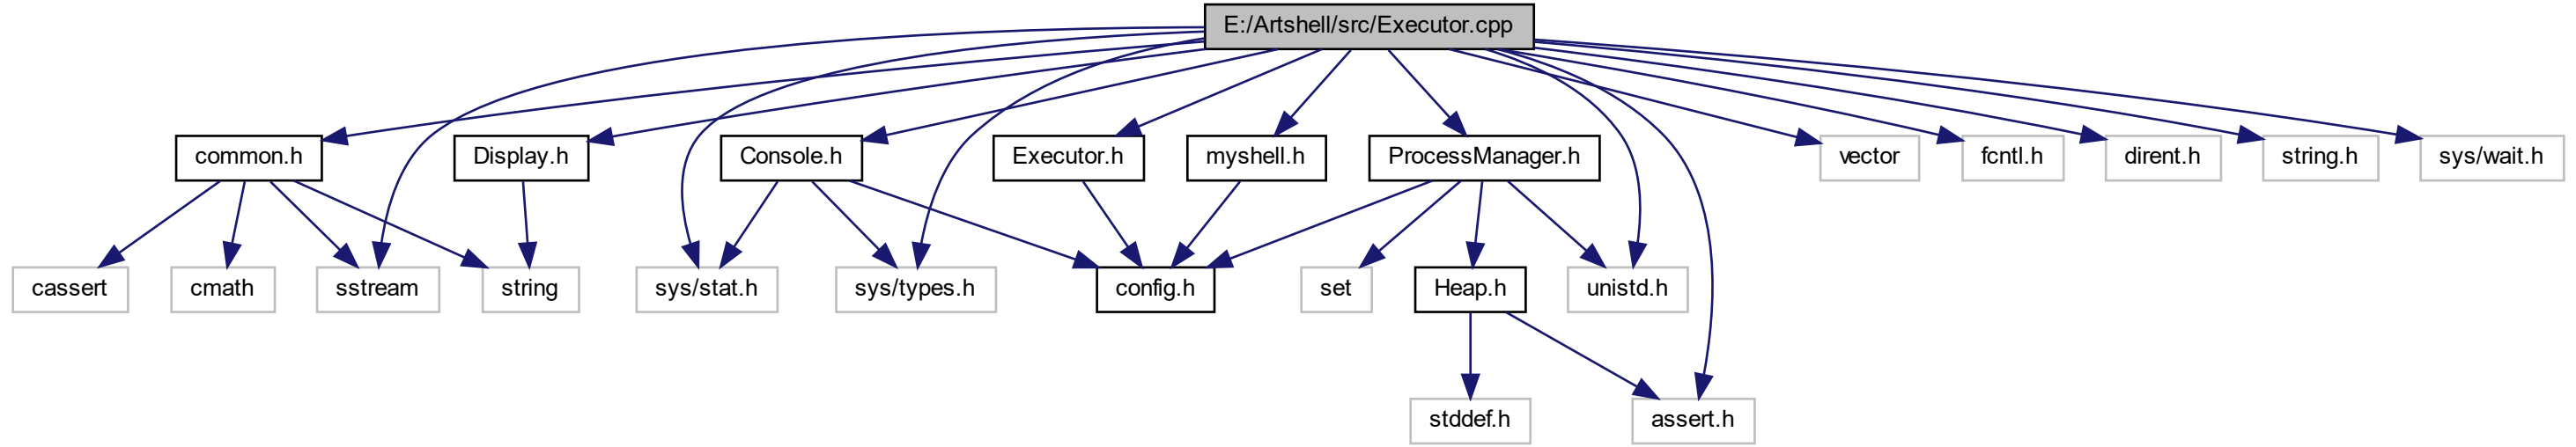 E:/Artshell/src/Executor.cpp
common.h
Display.h
Console.h
Executor.h
myshell.h
ProcessManager.h
vector
fcntl.h
dirent.h
string.h
sys/wait.h
cassert
cmath
sstream
string
sys/stat.h
sys/types.h
config.h
set
Heap.h
unistd.h
stddef.h
assert.h